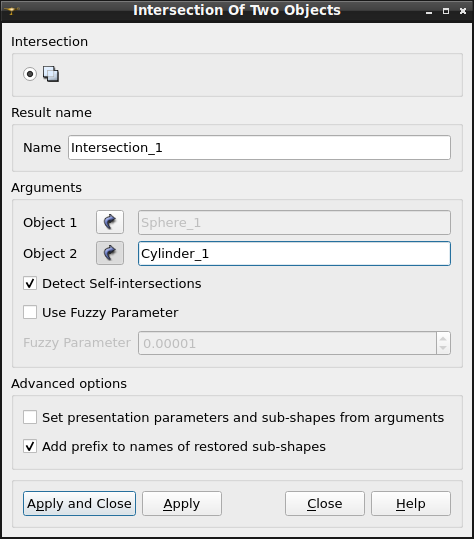 Intersection Of Two Objects
Intersection
Result name
Name Intersection_1
Arguments
Object 1 Sphere_1
Object 2 Cylinder_1
Detect Self-intersections
Use Fuzzy Parameter
Fuzzy Parameter 0.00001
Advanced options
Set presentation parameters and sub-shapes from arguments
Add prefix to names of restored sub-shapes
Apply and Close Apply Close Help